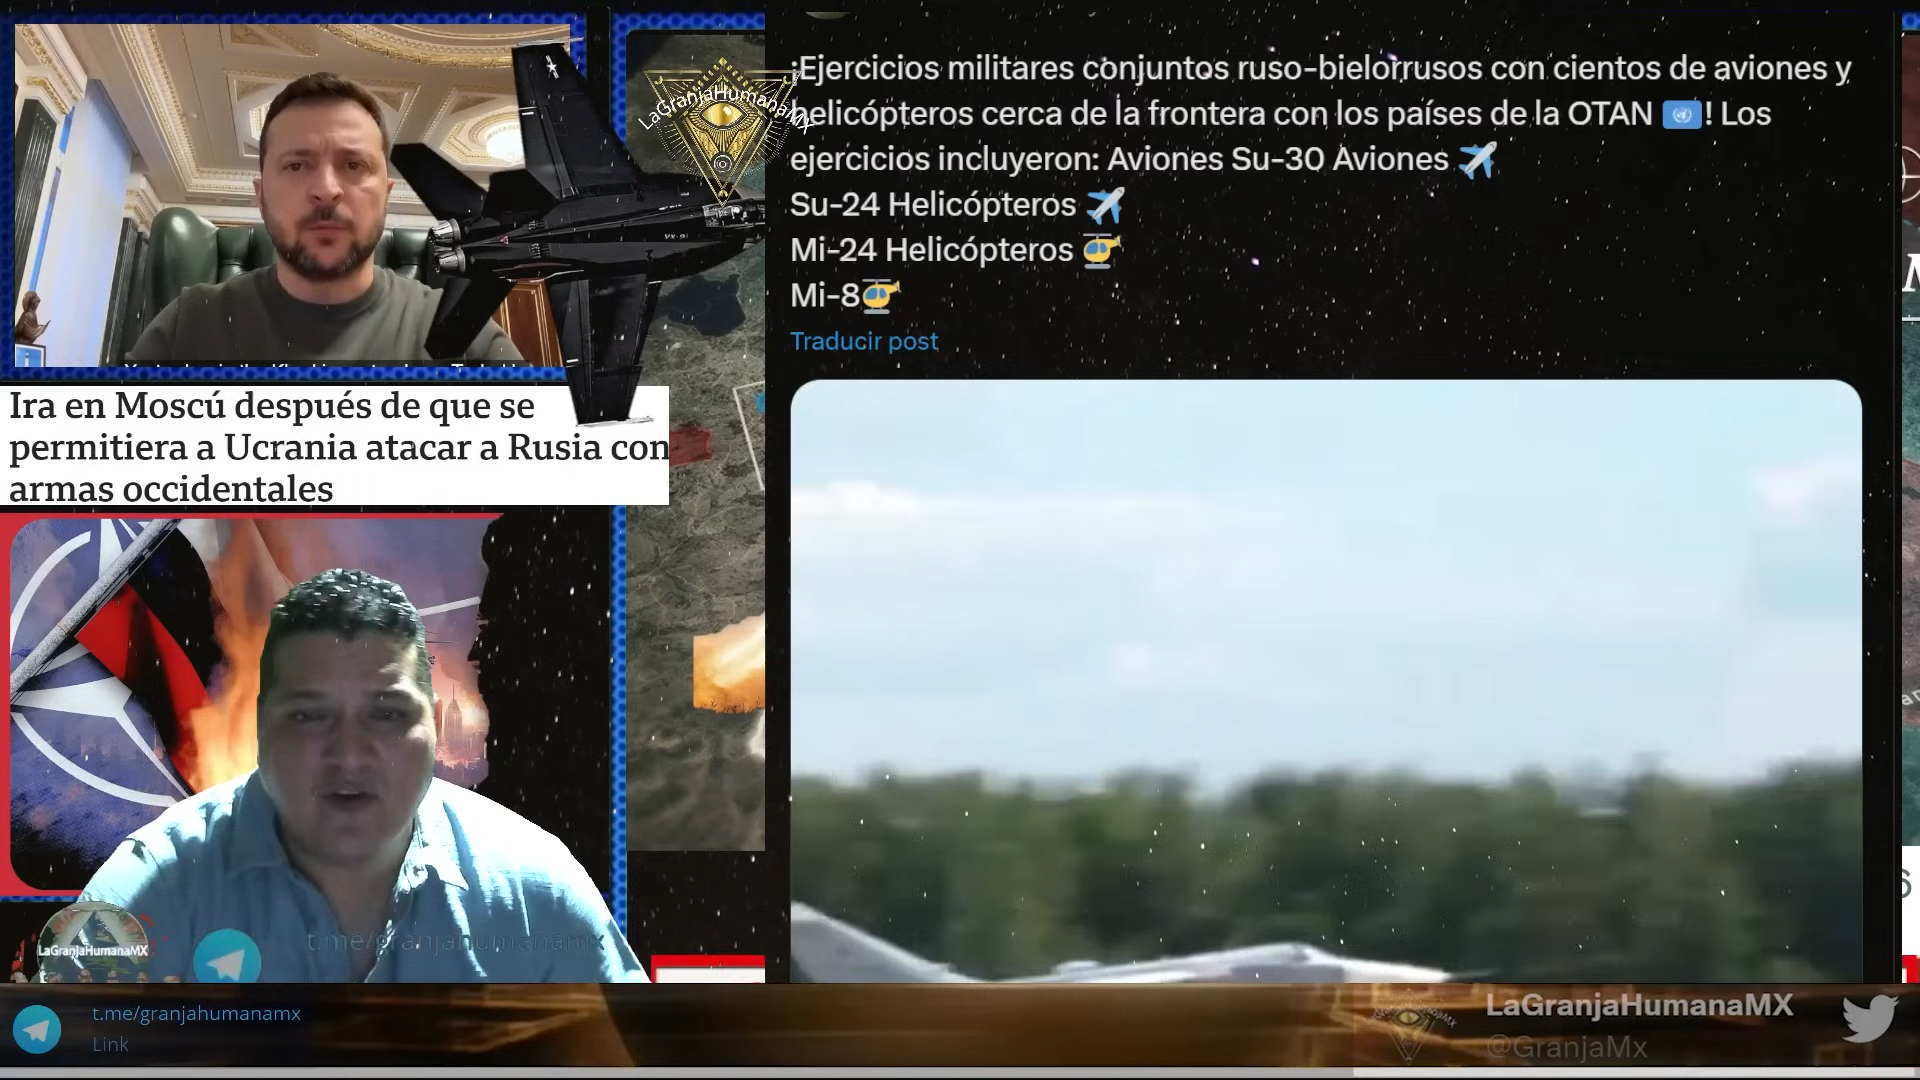 ¡Ejercicios militares conjuntos ruso-bielorrusos con cientos de aviones y
helicópteros cerca de la frontera con los países de la OTAN ! Los
ejercicios incluyeron: Aviones Su-30 Aviones
Su-24 Helicópteros
Mi-24 Helicópteros
Mi-8
Traducir post
LaGranjaHumanaMX
Ira en Moscú después de que se
permitiera a Ucrania atacar a Rusia con
armas occidentales
LaGranjaHumanaMX
t.me/granjahumanamx
t.me/granjahumanamx
Link
LaGranjaHumanaMX
@GranjaMx